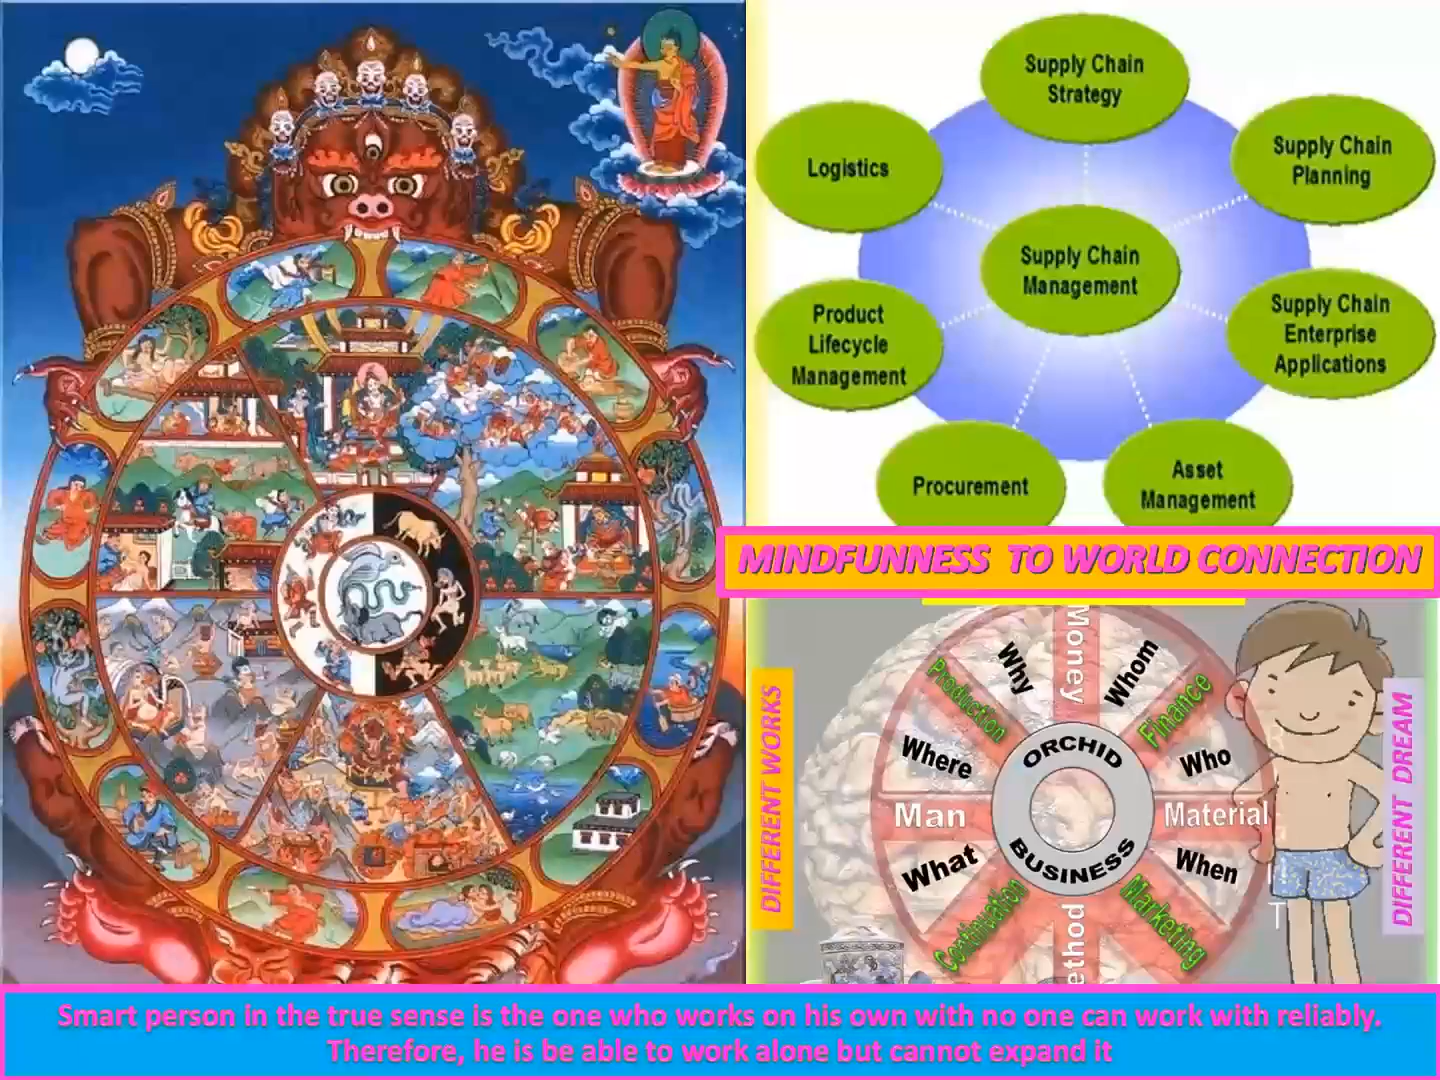 Supply Chain
Strategy
Logistics
Supply Chain
Planning
Supply Chain
Management
Product
Lifecycle
Management
Supply Chain
Enterprise
Applications
Procurement
Asset
Management
MINDFUNNESS TO WORLD CONNECTION
DIFFERENT WORKS
Money
Why
Whom
Production
Finance
Where
Who
ORCHID
BUSINESS
Man
Material
What
When
Continuation
Marketing
ethod
DIFFERENT DREAM
Smart person in the true sense is the one who works on his own with no one can work with reliably.
Therefore, he is be able to work alone but cannot expand it